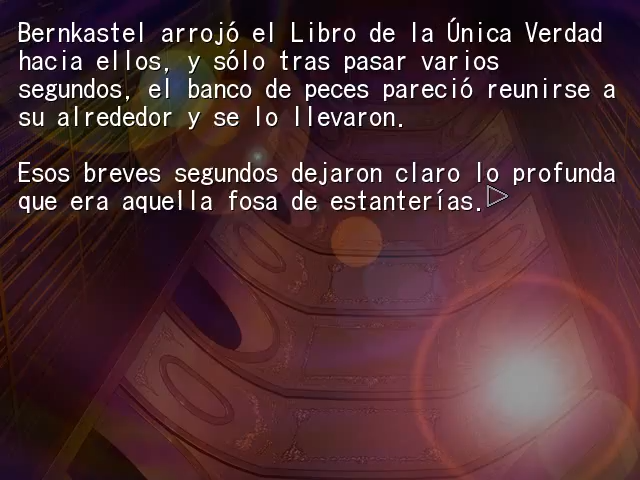 Bernkastel arrojó el Libro de la Única Verdad
hacia ellos, y sólo tras pasar varios
segundos, el banco de peces pareció reunirse a
su alrededor y se lo llevaron.
Esos breves segundos dejaron claro lo profunda
que era aquella fosa de estanterías.